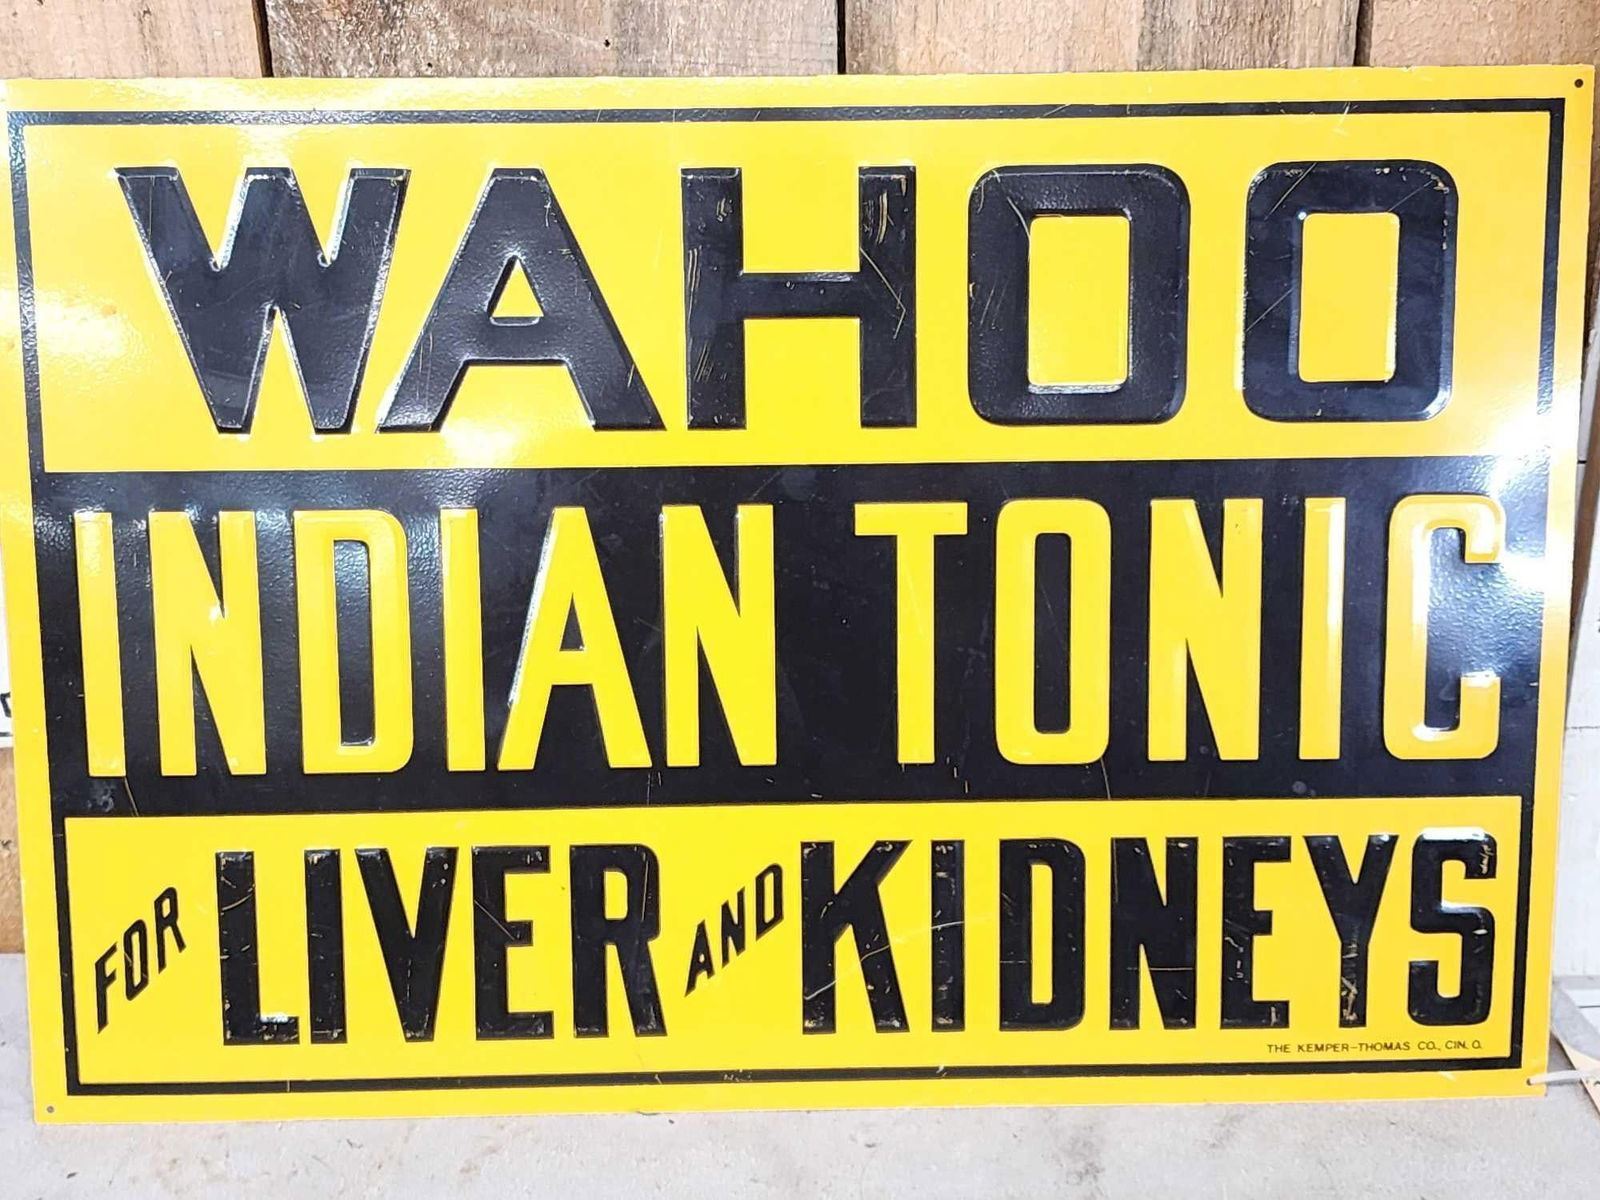 WAHOO
INDIAN TONIC
FOR LIVER AND KIDNEYS
THE KEMPER-THOMAS CO., CIN. O.